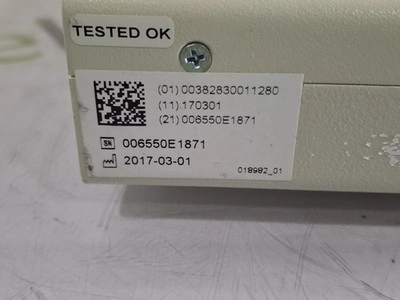 TESTED OK
(01) 00382830011280
(11) 170301
(21) 006550E1871
SN 006550E1871
2017-03-01
018982_01